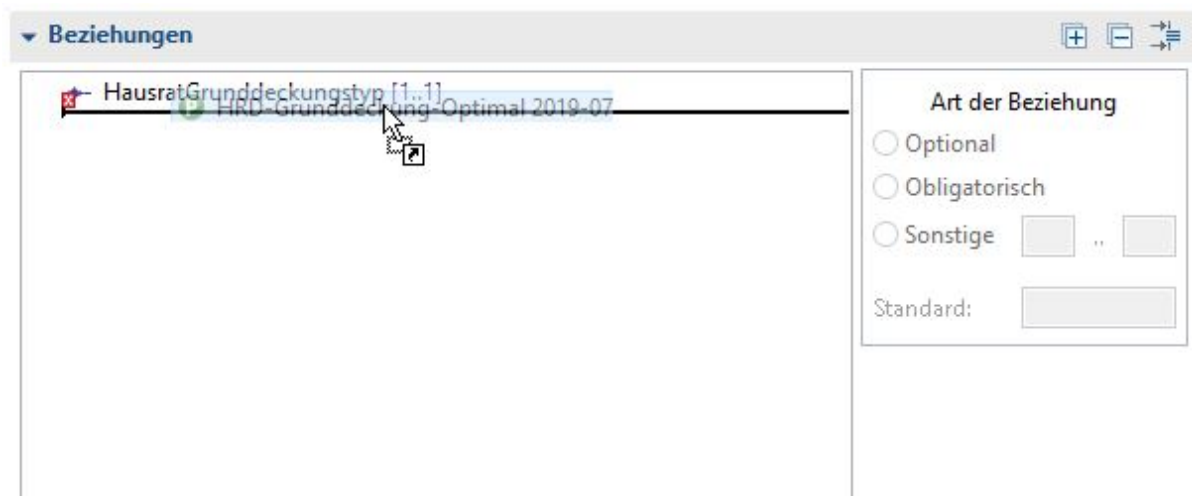 Beziehungen
HausratGrunddeckungstyp [1..1]
HRD-Grunddeckung-Optimal 2019-07
Art der Beziehung
Optional
Obligatorisch
Sonstige ..
Standard: